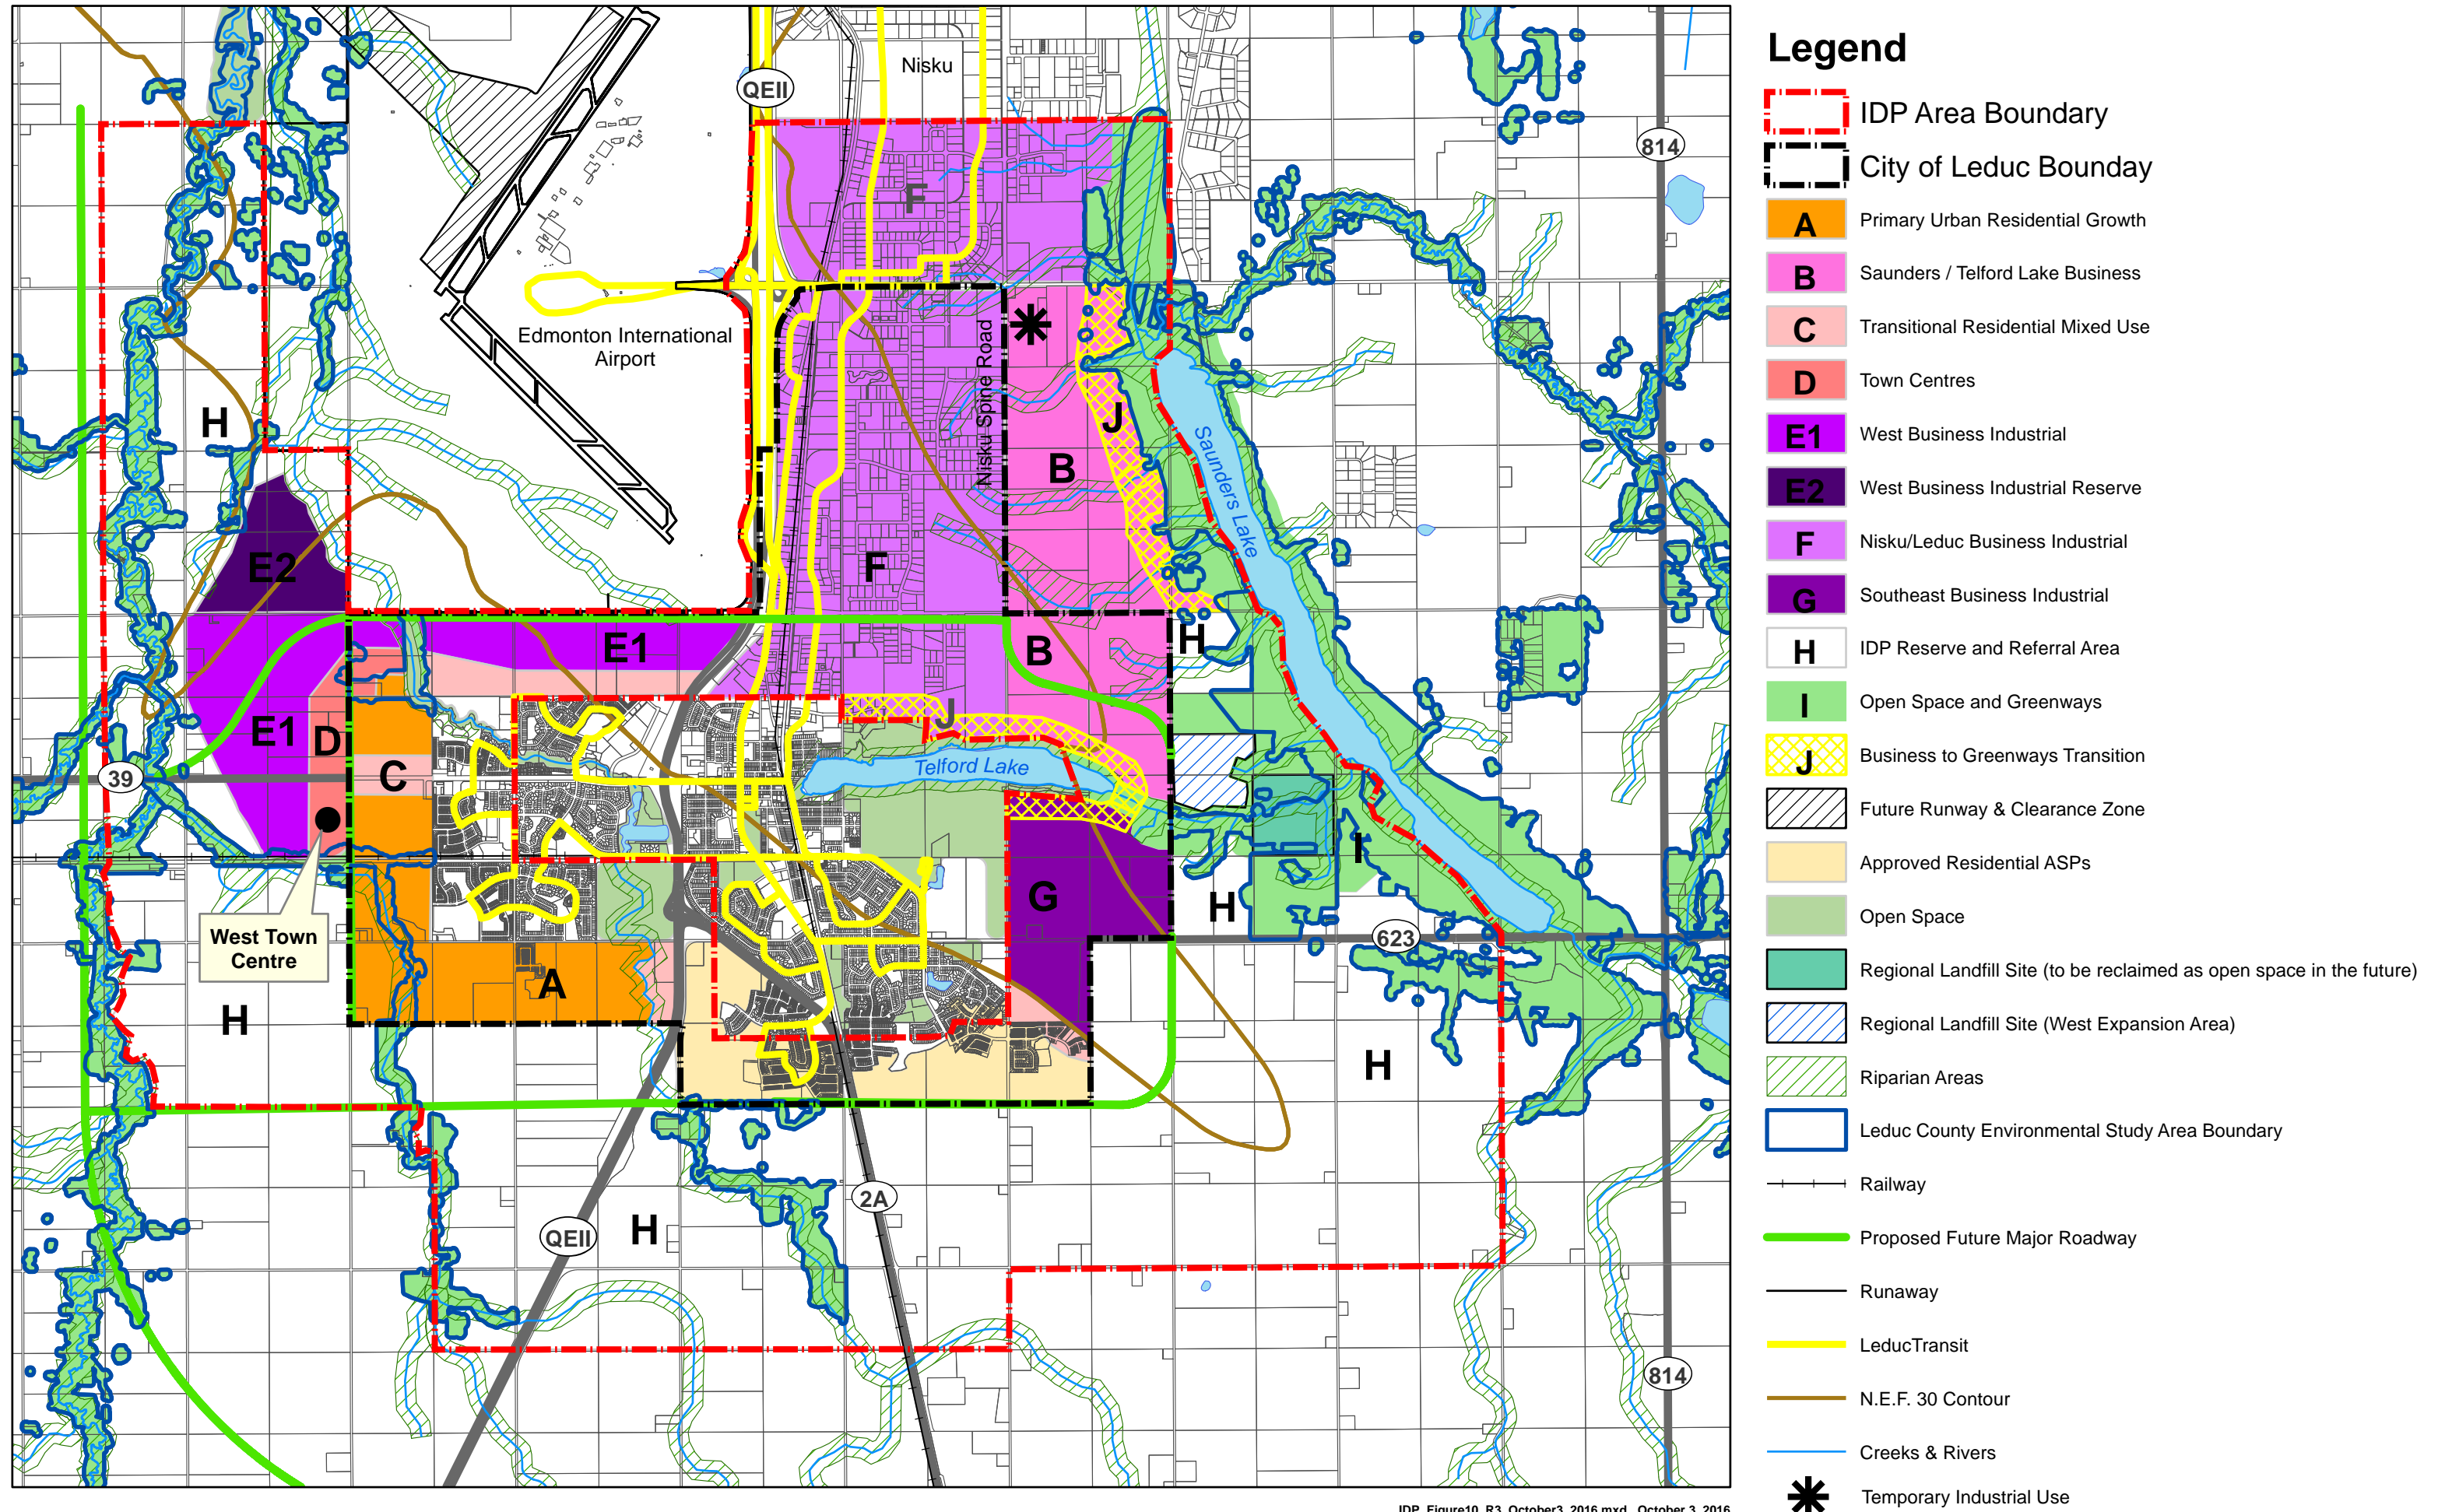 Nisku
QEII
814
F
Edmonton International
Airport
Nisku Spine Road
J
H
B
Saunders Lake
E2
F
H
E1
B
E1
D
J
C
39
Telford Lake
I
G
H
West Town
Centre
623
A
H
H
2A
QEII
H
814
Legend
IDP Area Boundary
City of Leduc Bounday
A Primary Urban Residential Growth
B Saunders / Telford Lake Business
C Transitional Residential Mixed Use
D Town Centres
E1 West Business Industrial
E2 West Business Industrial Reserve
F Nisku/Leduc Business Industrial
G Southeast Business Industrial
H IDP Reserve and Referral Area
I Open Space and Greenways
J Business to Greenways Transition
Future Runway & Clearance Zone
Approved Residential ASPs
Open Space
Regional Landfill Site (to be reclaimed as open space in the future)
Regional Landfill Site (West Expansion Area)
Riparian Areas
Leduc County Environmental Study Area Boundary
Railway
Proposed Future Major Roadway
Runaway
LeducTransit
N.E.F. 30 Contour
Creeks & Rivers
Temporary Industrial Use
IDP_Figure10_R3_October3_2016.mxd October 3, 2016